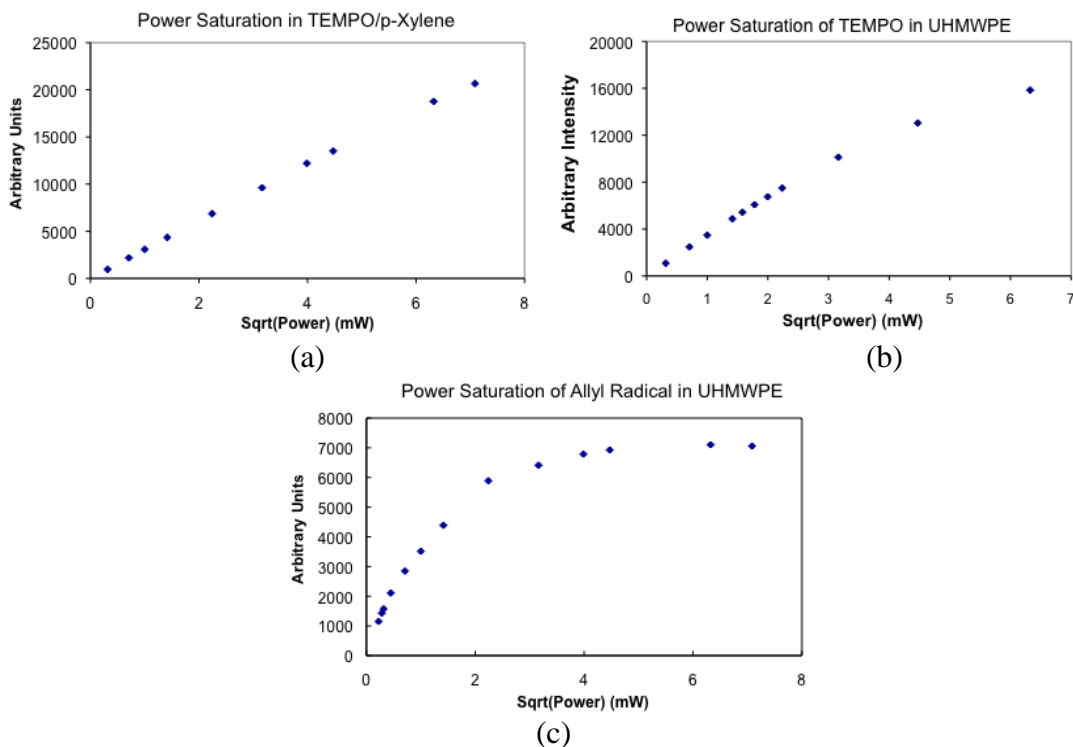 Power Saturation in TEMPO/p-Xylene
25000
20000
15000
10000
5000
0
Arbitrary Units
0 2 4 6 8
Sqrt(Power) (mW)
(a)
Power Saturation of TEMPO in UHMWPE
20000
16000
12000
8000
4000
0
Arbitrary Intensity
0 1 2 3 4 5 6 7
Sqrt(Power) (mW)
(b)
Power Saturation of Allyl Radical in UHMWPE
8000
7000
6000
5000
4000
3000
2000
1000
0
Arbitrary Units
0 2 4 6 8
Sqrt(Power) (mW)
(c)